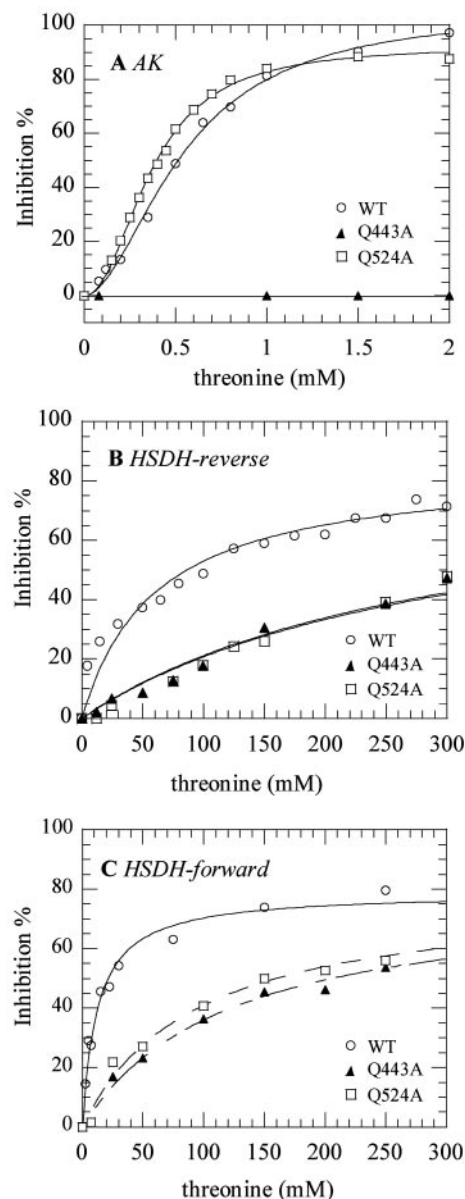 A AK
Inhibition %
100
80
60
40
20
0
WT
Q443A
Q524A
0
0.5
1
1.5
2
threonine (mM)
B HSDH-reverse
Inhibition %
100
80
60
40
20
0
WT
Q443A
Q524A
0
50
100
150
200
250
300
threonine (mM)
C HSDH-forward
Inhibition %
100
80
60
40
20
0
WT
Q443A
Q524A
0
50
100
150
200
250
300
threonine (mM)